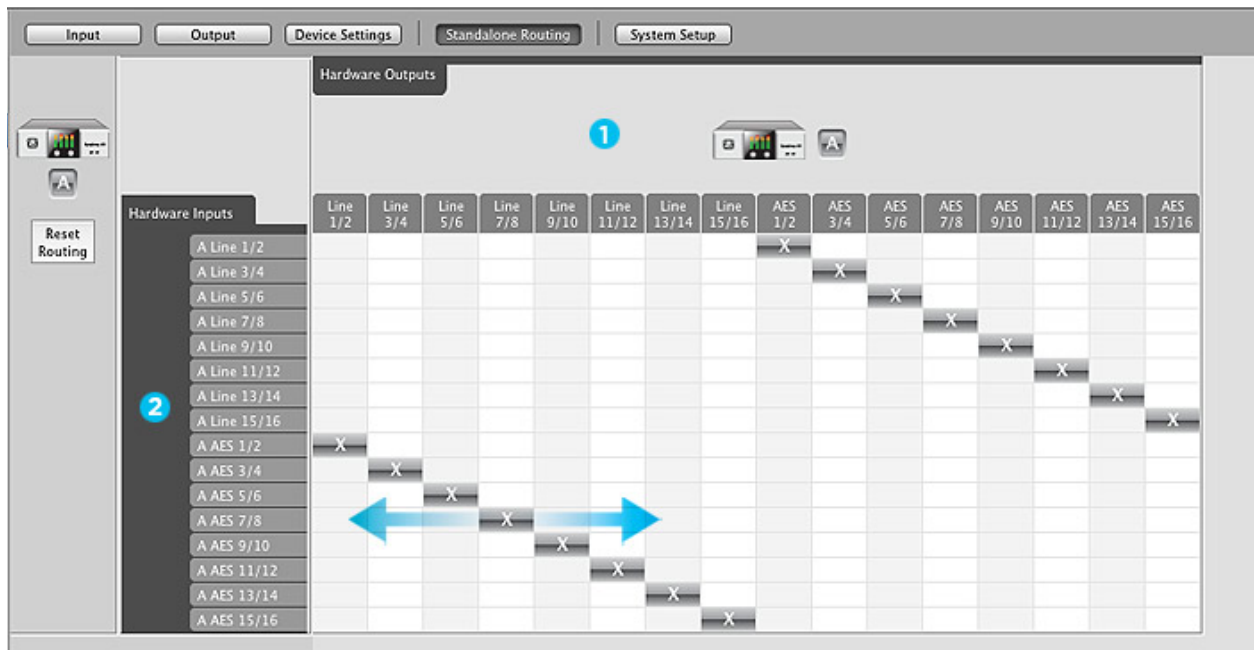 Input Output Device Settings Standalone Routing System Setup
Hardware Outputs
1
A
A
Reset
Routing
Hardware Inputs
Line 1/2 Line 3/4 Line 5/6 Line 7/8 Line 9/10 Line 11/12 Line 13/14 Line 15/16 AES 1/2 AES 3/4 AES 5/6 AES 7/8 AES 9/10 AES 11/12 AES 13/14 AES 15/16
A Line 1/2 X
A Line 3/4 X
A Line 5/6 X
A Line 7/8 X
A Line 9/10 X
A Line 11/12 X
A Line 13/14 X
2
A Line 15/16 X
A AES 1/2 X
A AES 3/4 X
A AES 5/6 X
A AES 7/8 X
A AES 9/10 X
A AES 11/12 X
A AES 13/14 X
A AES 15/16 X